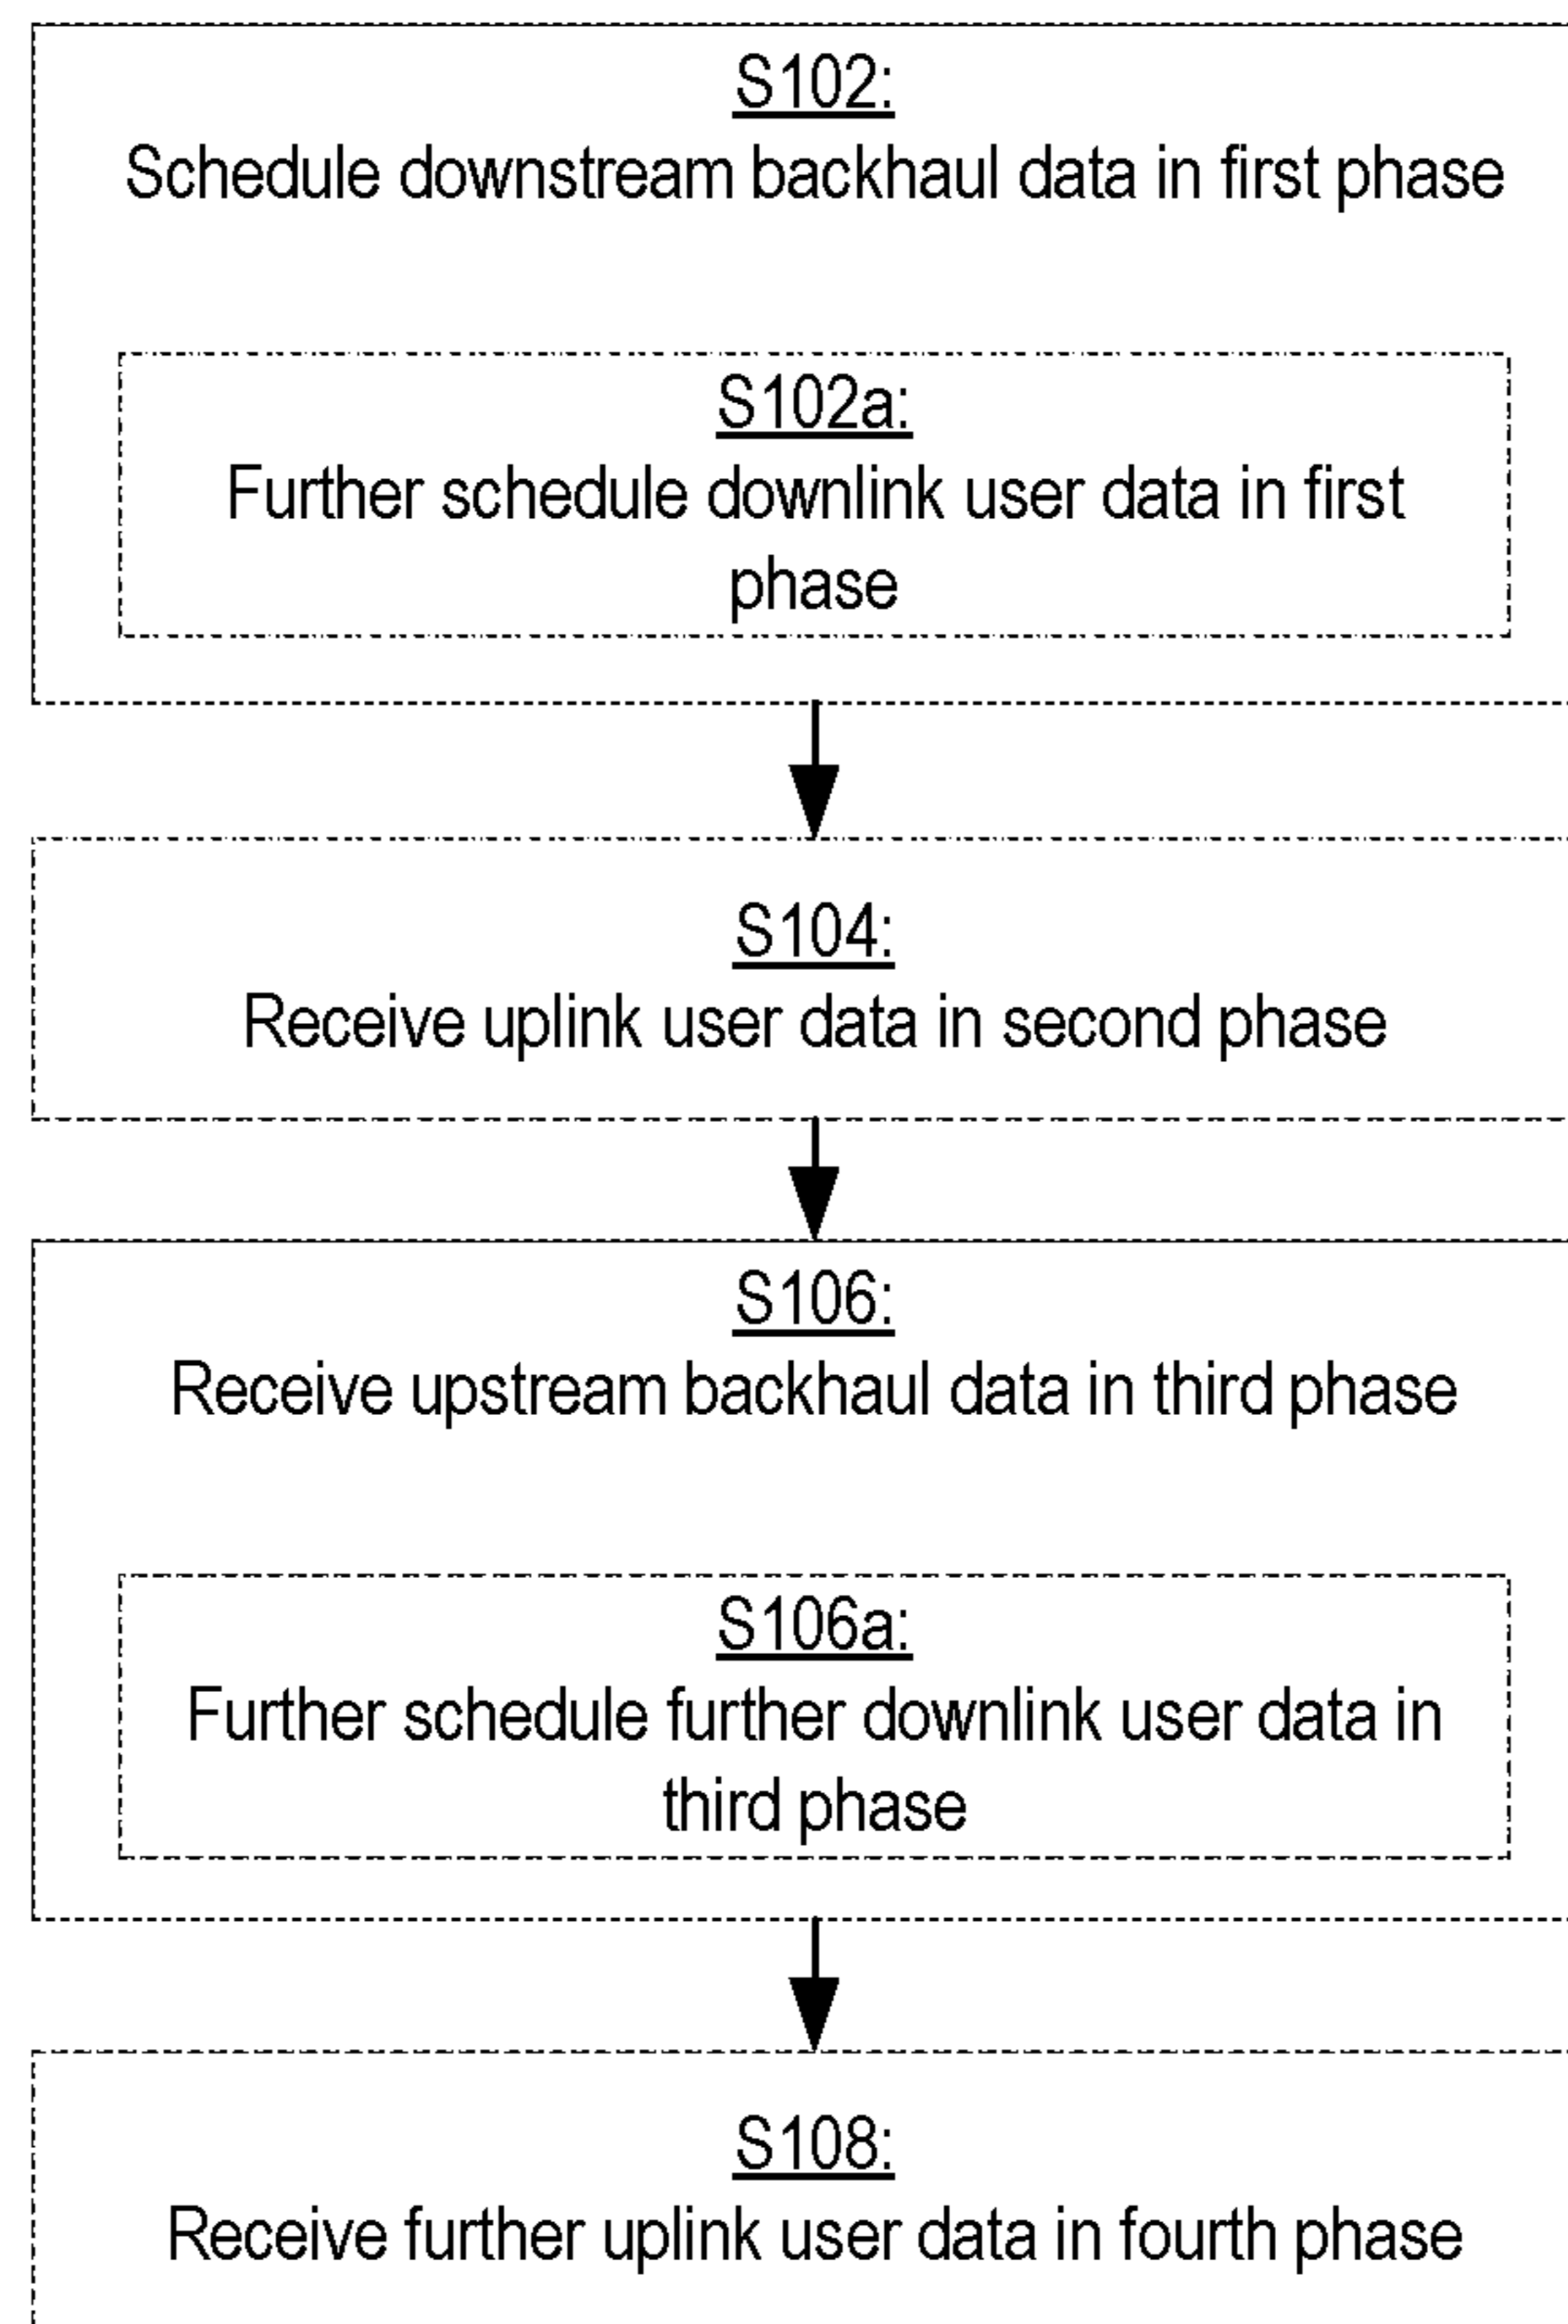 S102:
Schedule downstream backhaul data in first phase
S102a:
Further schedule downlink user data in first
phase
S104:
Receive uplink user data in second phase
S106:
Receive upstream backhaul data in third phase
S106a:
Further schedule further downlink user data in
third phase
S108:
Receive further uplink user data in fourth phase